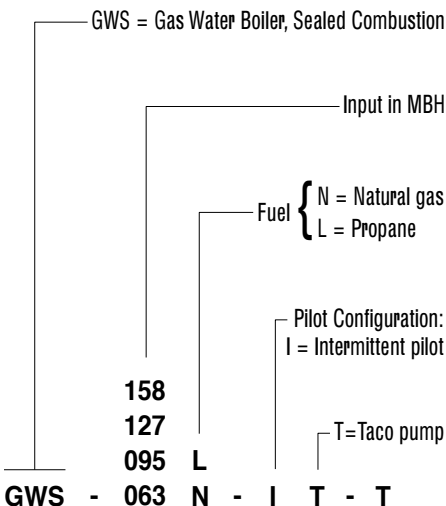 GWS = Gas Water Boiler, Sealed Combustion
Input in MBH
Fuel { N = Natural gas
L = Propane
Pilot Configuration:
I = Intermittent pilot
158
127
T=Taco pump
095 L
GWS - 063 N - I T - T